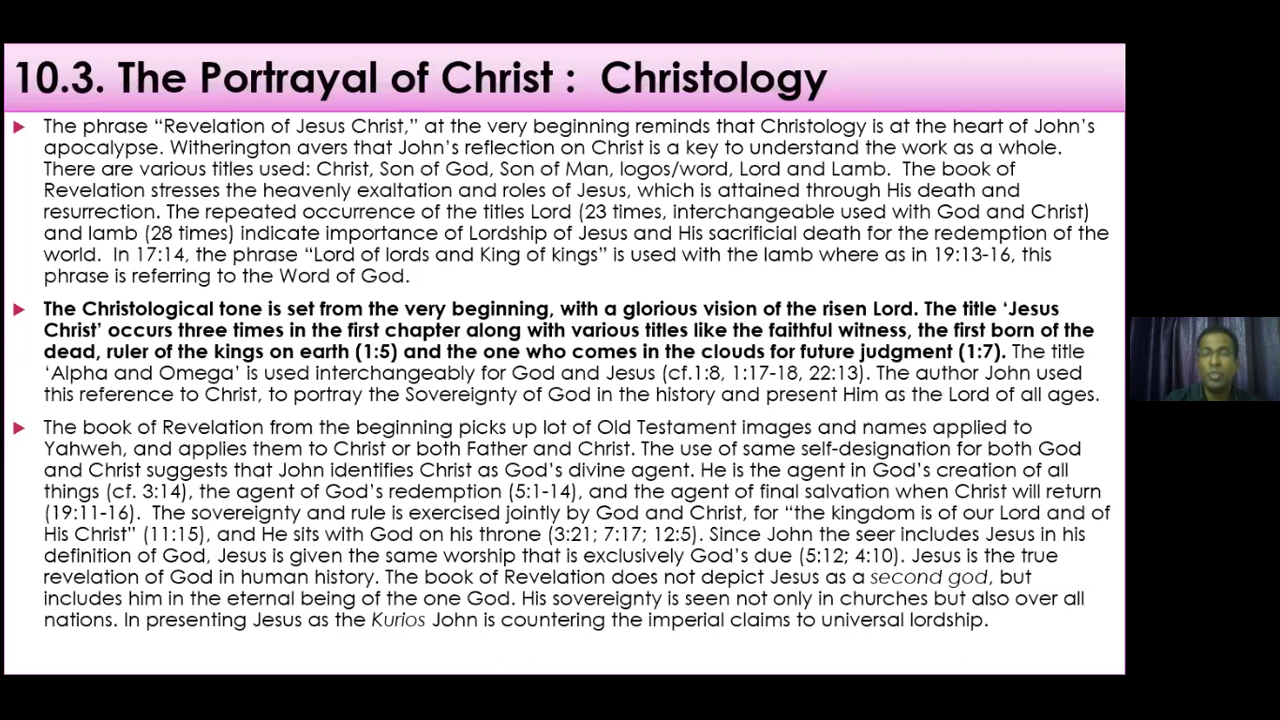 10.3. The Portrayal of Christ : Christology
The phrase “Revelation of Jesus Christ,” at the very beginning reminds that Christology is at the heart of John’s
apocalypse. Witherington avers that John’s reflection on Christ is a key to understand the work as a whole.
There are various titles used: Christ, Son of God, Son of Man, logos/word, Lord and Lamb. The book of
Revelation stresses the heavenly exaltation and roles of Jesus, which is attained through His death and
resurrection. The repeated occurrence of the titles Lord (23 times, interchangeable used with God and Christ)
and lamb (28 times) indicate importance of Lordship of Jesus and His sacrificial death for the redemption of the
world. In 17:14, the phrase “Lord of lords and King of kings” is used with the lamb where as in 19:13-16, this
phrase is referring to the Word of God.
The Christological tone is set from the very beginning, with a glorious vision of the risen Lord. The title ‘Jesus
Christ’ occurs three times in the first chapter along with various titles like the faithful witness, the first born of the
dead, ruler of the kings on earth (1:5) and the one who comes in the clouds for future judgment (1:7). The title
‘Alpha and Omega’ is used interchangeably for God and Jesus (cf.1:8, 1:17-18, 22:13). The author John used
this reference to Christ, to portray the Sovereignty of God in the history and present Him as the Lord of all ages.
The book of Revelation from the beginning picks up lot of Old Testament images and names applied to
Yahweh, and applies them to Christ or both Father and Christ. The use of same self-designation for both God
and Christ suggests that John identifies Christ as God’s divine agent. He is the agent in God’s creation of all
things (cf. 3:14), the agent of God’s redemption (5:1-14), and the agent of final salvation when Christ will return
(19:11-16). The sovereignty and rule is exercised jointly by God and Christ, for “the kingdom is of our Lord and of
His Christ” (11:15), and He sits with God on his throne (3:21; 7:17; 12:5). Since John the seer includes Jesus in his
definition of God, Jesus is given the same worship that is exclusively God’s due (5:12; 4:10). Jesus is the true
revelation of God in human history. The book of Revelation does not depict Jesus as a second god, but
includes him in the eternal being of the one God. His sovereignty is seen not only in churches but also over all
nations. In presenting Jesus as the Kurios John is countering the imperial claims to universal lordship.